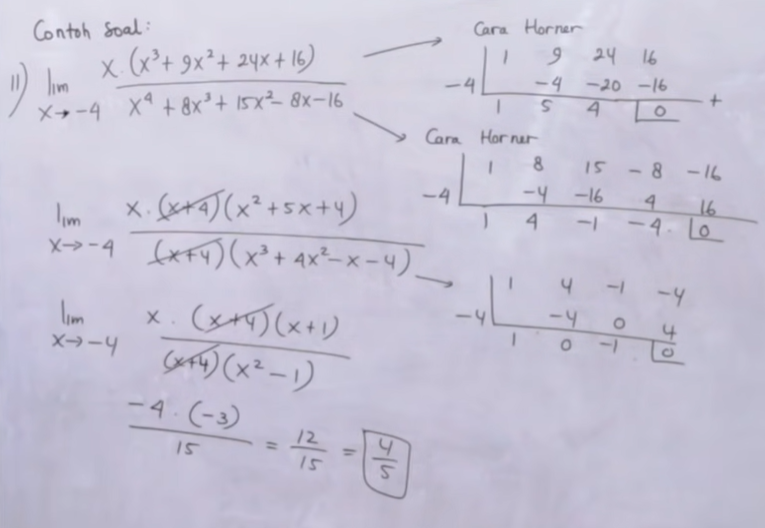 Contoh Soal:
11) lim x→-4 x.(x³+9x²+24x+16) / x⁴+8x³+15x²-8x-16
Cara Horner
1 9 24 16
-4 -4 -20 -16 +
1 5 4 0
Cara Horner
1 8 15 -8 -16
-4 -4 -16 4 16
1 4 -1 -4 0
lim x→-4 x.(x+4)(x²+5x+4) / (x+4)(x³+4x²-x-4)
1 4 -1 -4
-4 -4 0 4
1 0 -1 0
lim x→-4 x.(x+4)(x+1) / (x+4)(x²-1)
-4.(-3) / 15 = 12/15 = 4/5